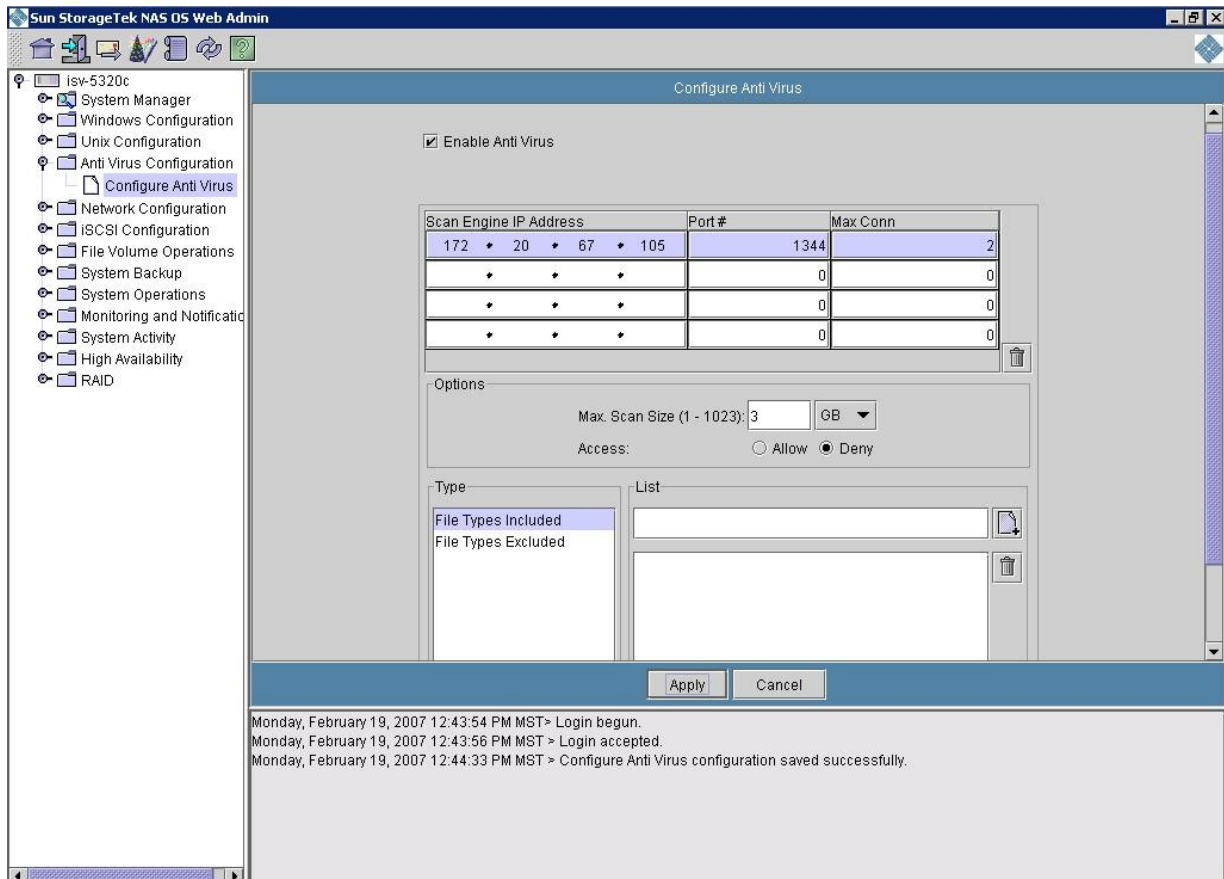 Sun StorageTek NAS OS Web Admin
isv-5320c
System Manager
Windows Configuration
Unix Configuration
Anti Virus Configuration
Configure Anti Virus
Network Configuration
iSCSI Configuration
File Volume Operations
System Backup
System Operations
Monitoring and Notificatio
System Activity
High Availability
RAID
Configure Anti Virus
Enable Anti Virus
Scan Engine IP Address Port # Max Conn
172 • 20 • 67 • 105 1344 2
• • • 0 0
• • • 0 0
• • • 0 0
Options
Max. Scan Size (1 - 1023): 3 GB
Access: Allow Deny
Type List
File Types Included
File Types Excluded
Apply Cancel
Monday, February 19, 2007 12:43:54 PM MST> Login begun.
Monday, February 19, 2007 12:43:56 PM MST > Login accepted.
Monday, February 19, 2007 12:44:33 PM MST > Configure Anti Virus configuration saved successfully.